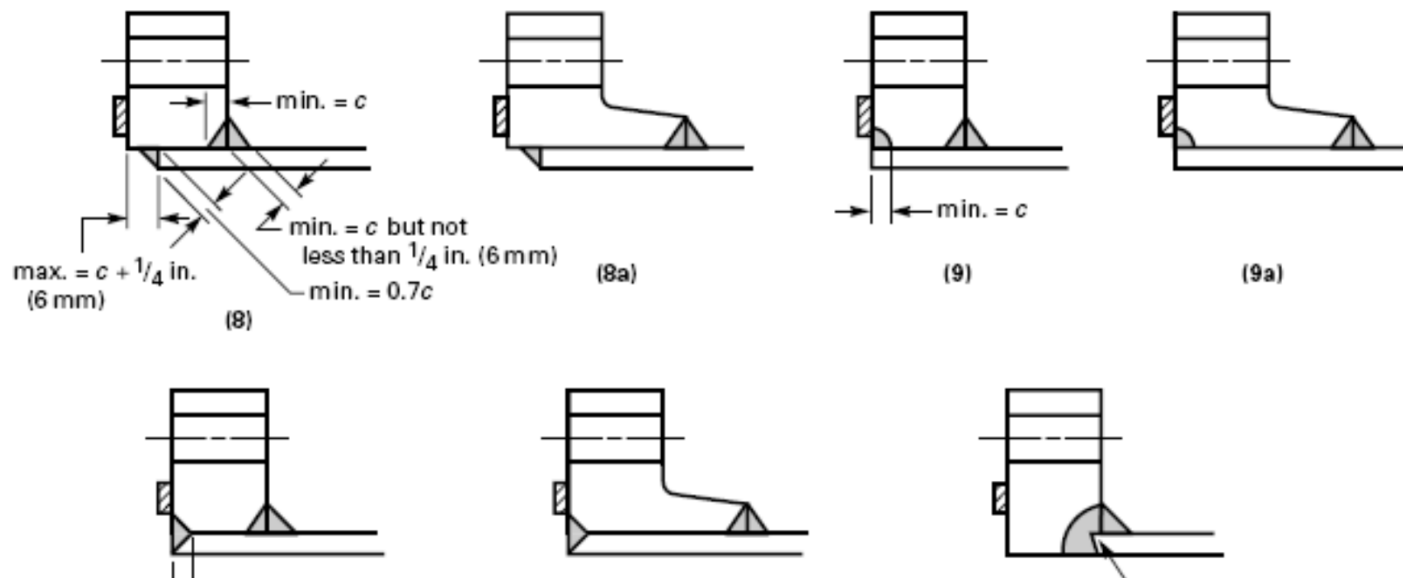 min. = c
min. = c but not
less than 1/4 in. (6 mm)
max. = c + 1/4 in.
(6 mm)
min. = 0.7c
(8)
(8a)
min. = c
(9)
(9a)